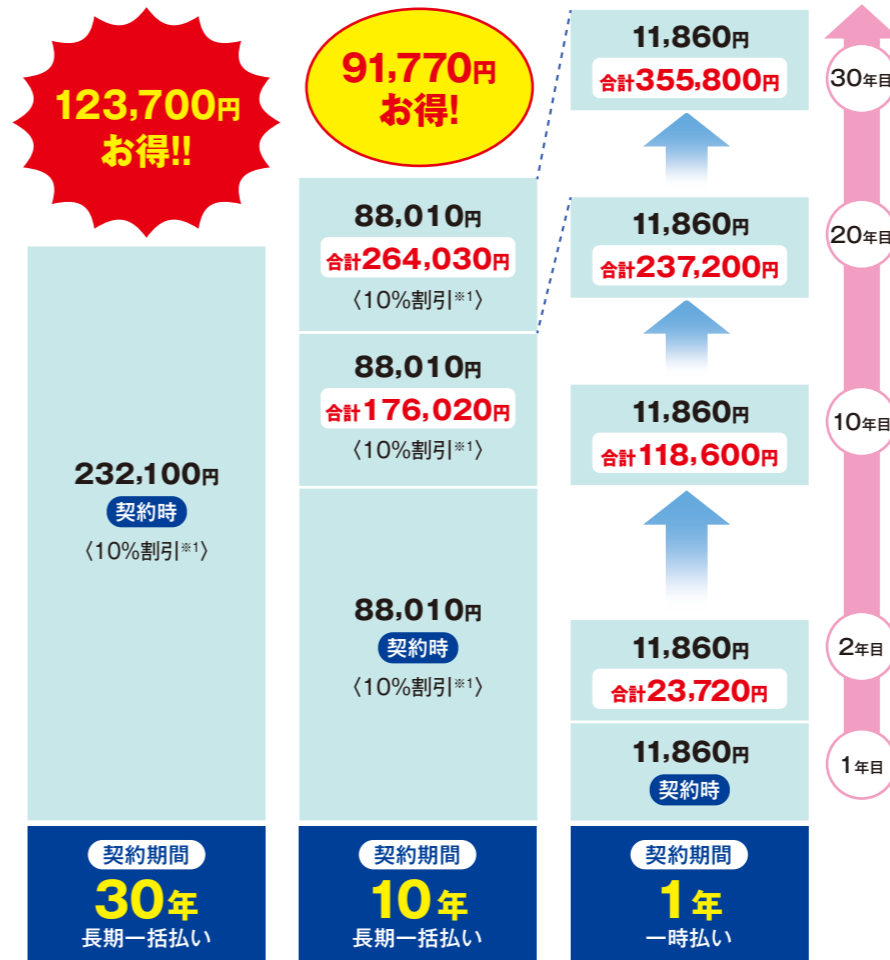 123,700円
お得!!
232,100円
契約時
〈10%割引※1〉
契約期間
30年
長期一括払い
91,770円
お得!
88,010円
合計264,030円
〈10%割引※1〉
88,010円
合計176,020円
〈10%割引※1〉
88,010円
契約時
〈10%割引※1〉
契約期間
10年
長期一括払い
11,860円
合計355,800円
11,860円
合計237,200円
11,860円
合計118,600円
11,860円
合計23,720円
11,860円
契約時
契約期間
1年
一時払い
30年目
20年目
10年目
2年目
1年目